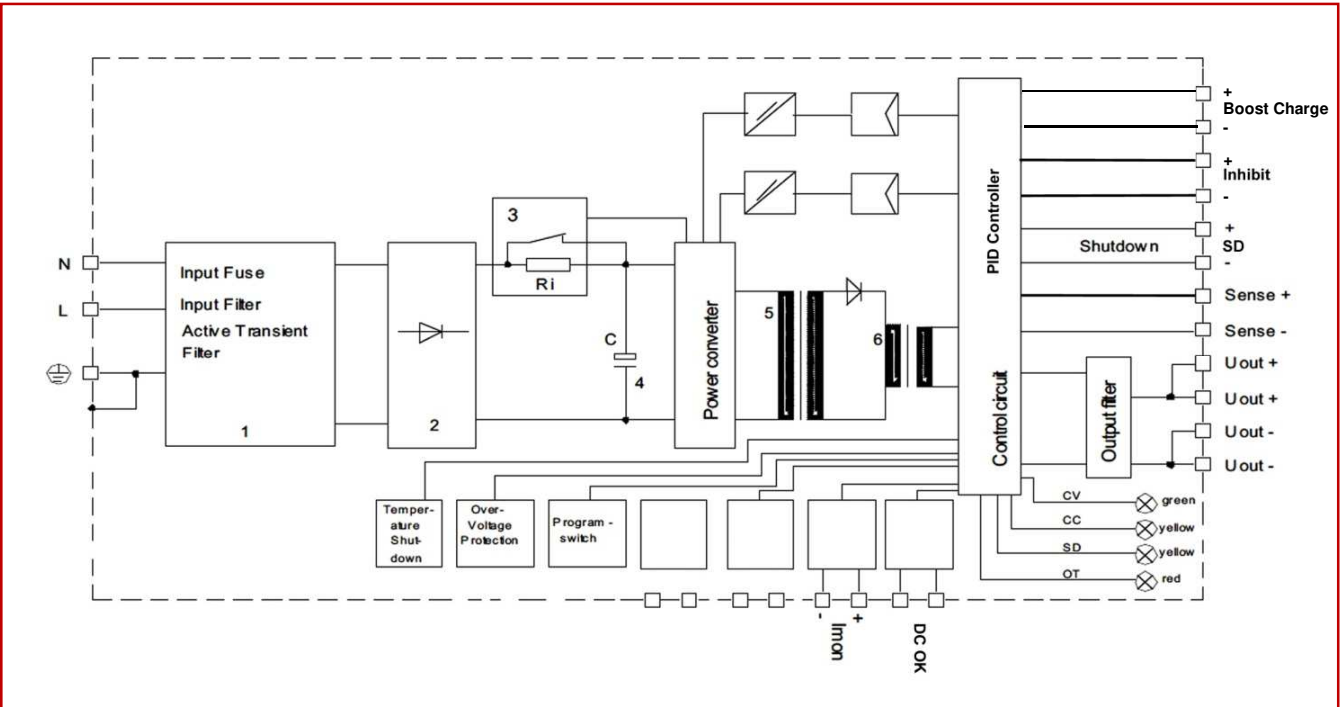 +
Boost Charge
-
+
Inhibit
-
+
Shutdown SD
-
Sense +
Sense -
Uout +
Uout +
Uout -
Uout -
N
L
Input Fuse
Input Filter
Active Transient
Filter
1
2
3
Ri
C
4
Power converter
5
6
PID Controller
Control circuit
Output filter
CV green
CC yellow
SD yellow
OT red
Temper-
ature
Shut-
down
Over-
Voltage
Protection
Program -
switch
- +
Imon
DC OK